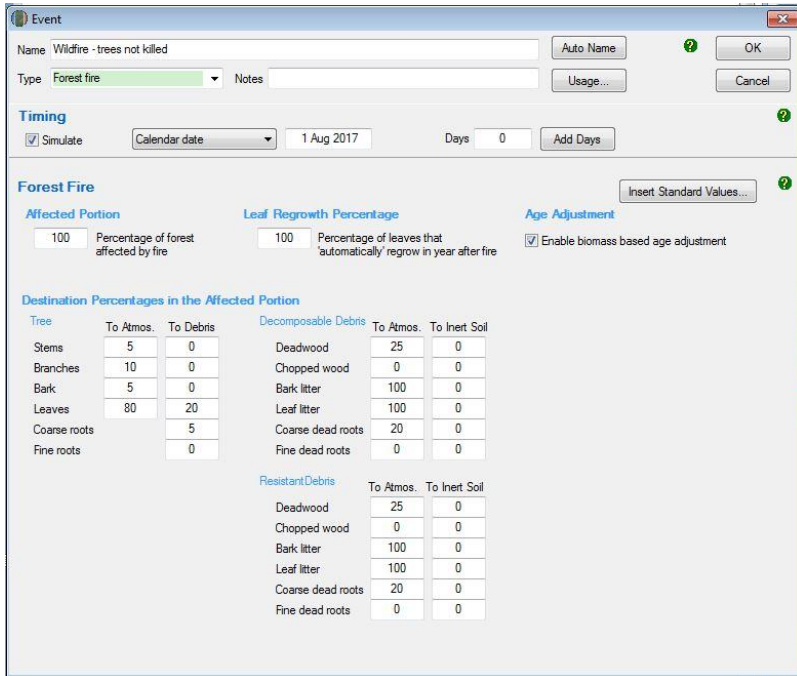 Event
Name Wildfire - trees not killed Auto Name OK
Type Forest fire Notes Usage... Cancel
Timing
Simulate Calendar date 1 Aug 2017 Days 0 Add Days
Forest Fire
Insert Standard Values...
Affected Portion Leaf Regrowth Percentage Age Adjustment
100 Percentage of forest affected by fire 100 Percentage of leaves that 'automatically' regrow in year after fire Enable biomass based age adjustment
Destination Percentages in the Affected Portion
Tree To Atmos. To Debris Decomposable Debris To Atmos. To Inert Soil
Stems 5 0 Deadwood 25 0
Branches 10 0 Chopped wood 0 0
Bark 5 0 Bark litter 100 0
Leaves 80 20 Leaf litter 100 0
Coarse roots 5 Coarse dead roots 20 0
Fine roots 0 Fine dead roots 0 0
ResistantDebris To Atmos. To Inert Soil
Deadwood 25 0
Chopped wood 0 0
Bark litter 100 0
Leaf litter 100 0
Coarse dead roots 20 0
Fine dead roots 0 0